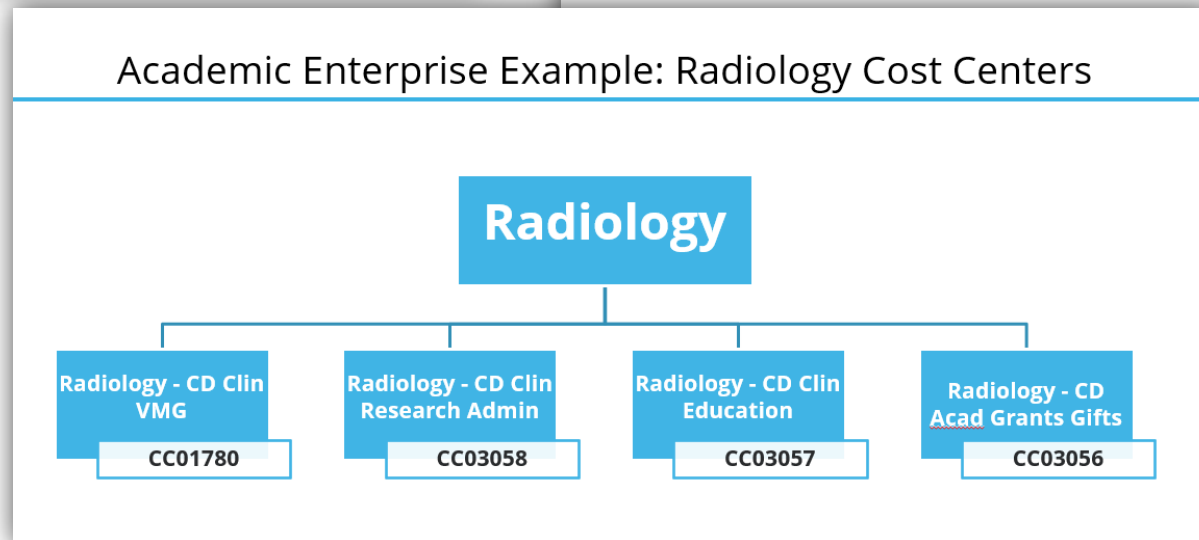 Academic Enterprise Example: Radiology Cost Centers
Radiology
Radiology - CD Clin
VMG
CC01780
Radiology - CD Clin
Research Admin
CC03058
Radiology - CD Clin
Education
CC03057
Radiology - CD
Acad Grants Gifts
CC03056